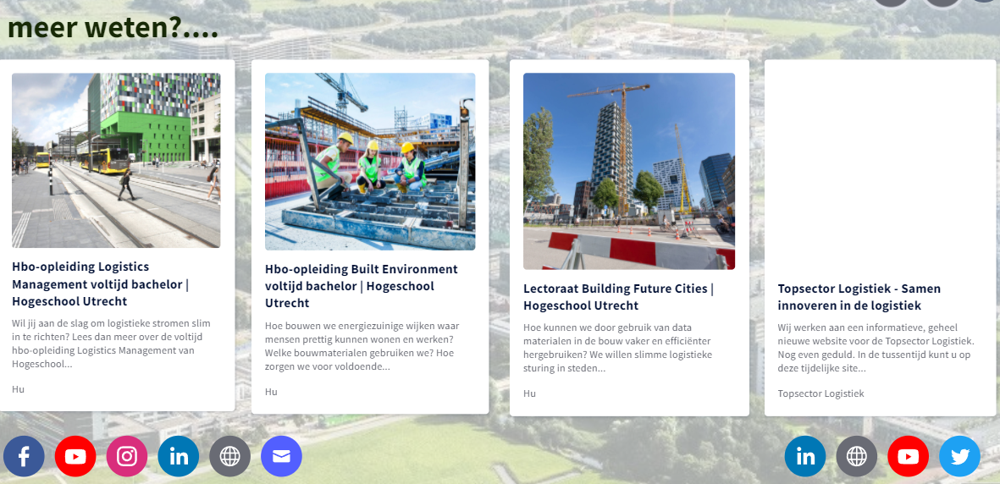 meer weten?....
Hbo-opleiding Logistics
Management voltijd bachelor |
Hogeschool Utrecht
Wil jij aan de slag om logistieke stromen slim
in te richten? Lees dan meer over de voltijd
hbo-opleiding Logistics Management van
Hogeschool...
Hu
Hbo-opleiding Built Environment
voltijd bachelor | Hogeschool
Utrecht
Hoe bouwen we energiezuinige wijken waar
mensen prettig kunnen wonen en werken?
Welke bouwmaterialen gebruiken we? Hoe
zorgen we voor voldoende...
Hu
Lectoraat Building Future Cities |
Hogeschool Utrecht
Hoe kunnen we door gebruik van data
materialen in de bouw vaker en efficiënter
hergebruiken? We willen slimme logistieke
sturing in steden...
Hu
Topsector Logistiek - Samen
innoveren in de logistiek
Wij werken aan een informatieve, geheel
nieuwe website voor de Topsector Logistiek.
Nog even geduld. In de tussentijd kunt u op
deze tijdelijke site...
Topsector Logistiek